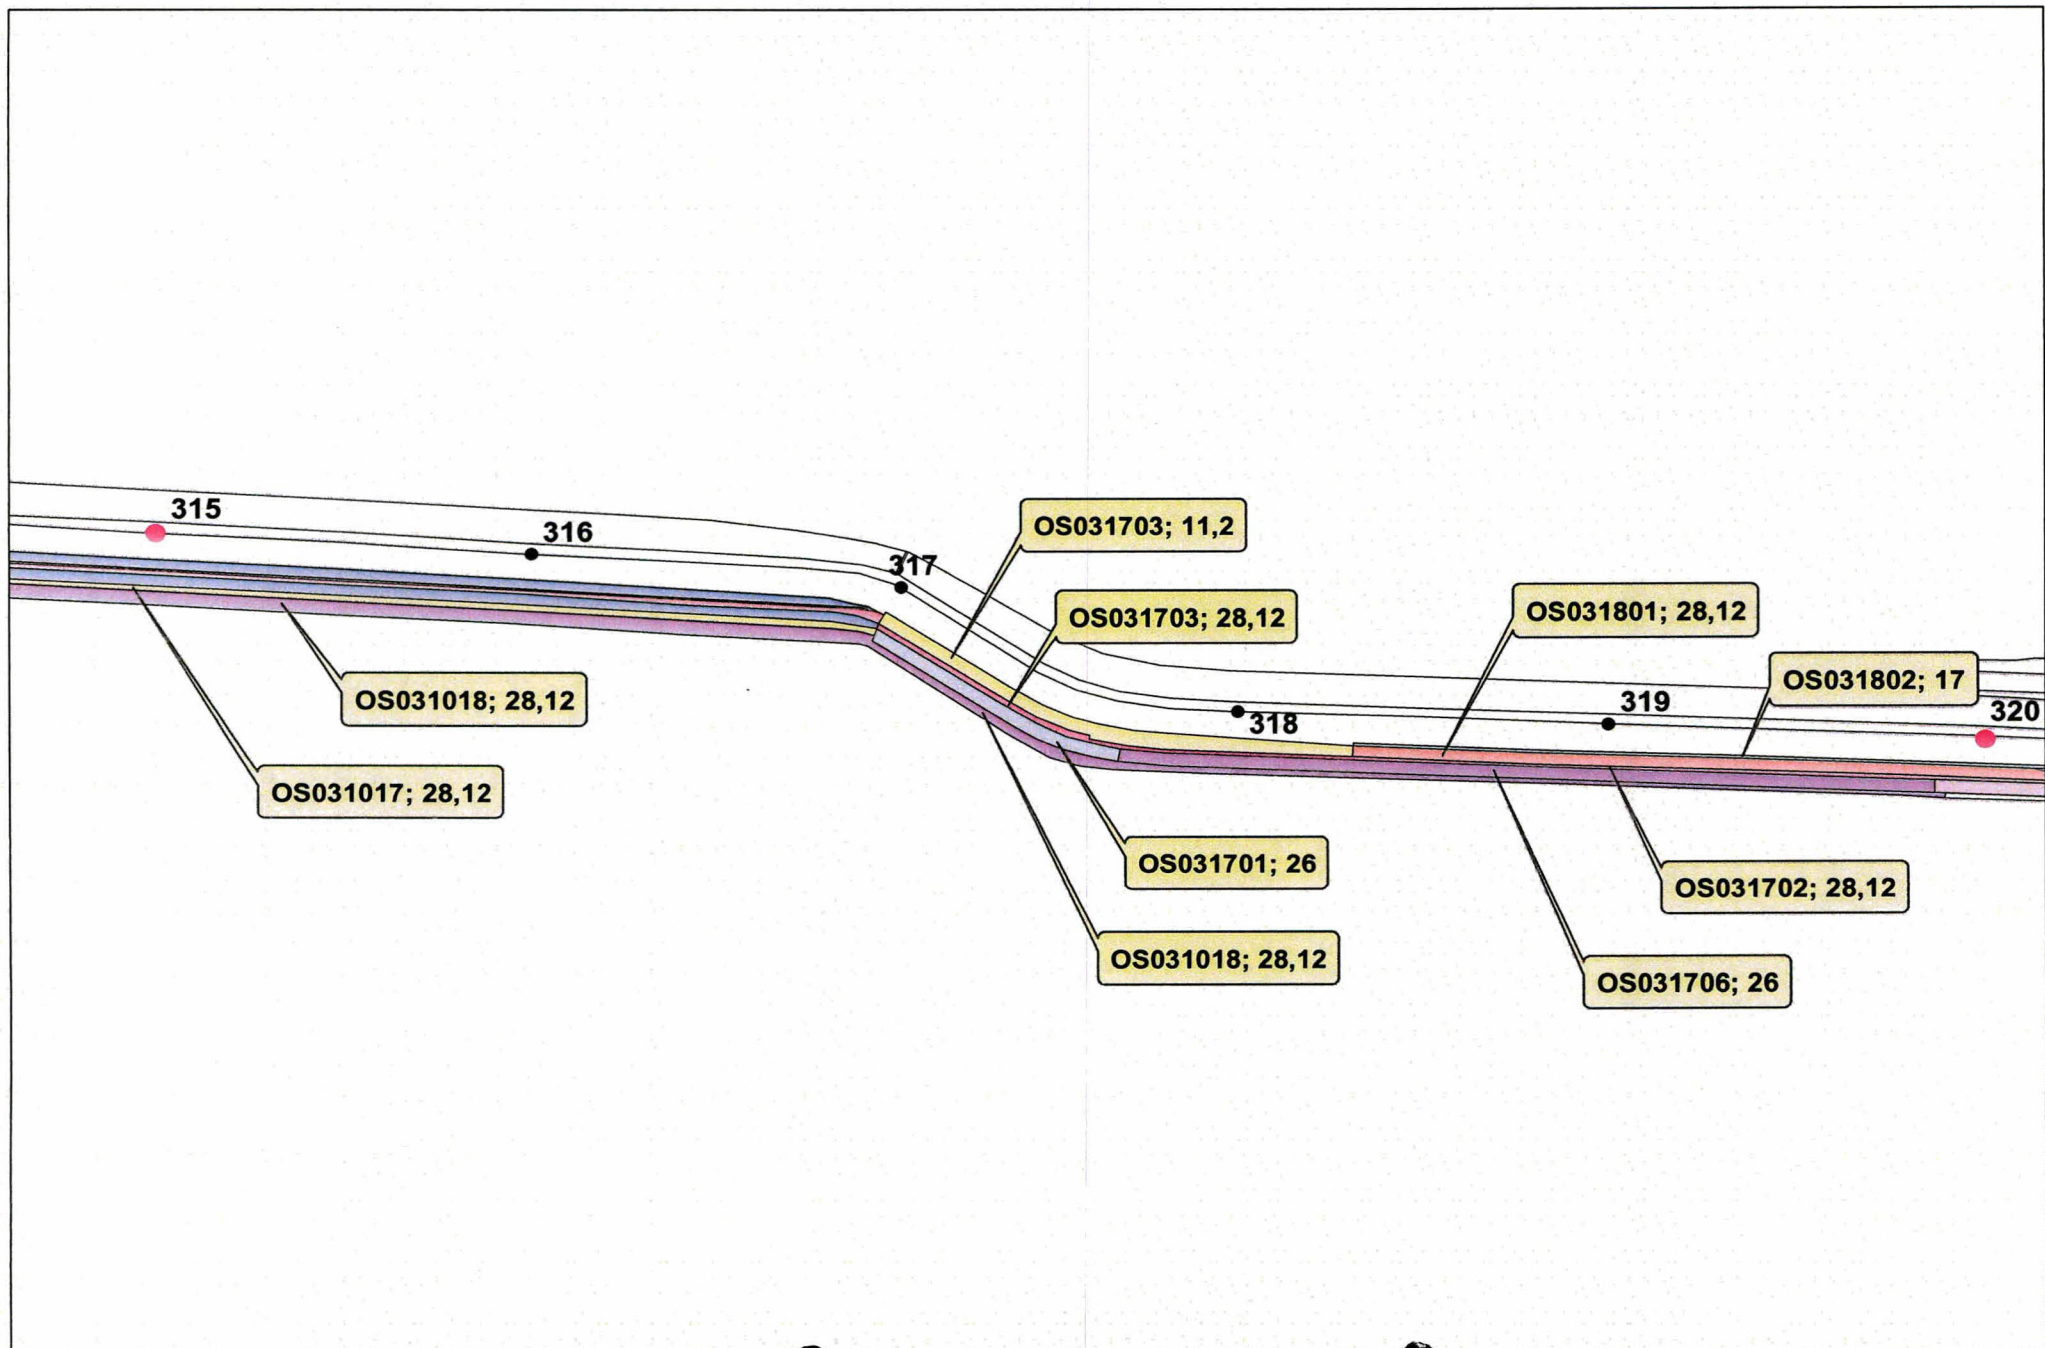 315
316
317
OS031703; 11,2
OS031703; 28,12
OS031801; 28,12
OS031802; 17
OS031018; 28,12
318
319
320
OS031017; 28,12
OS031701; 26
OS031702; 28,12
OS031018; 28,12
OS031706; 26